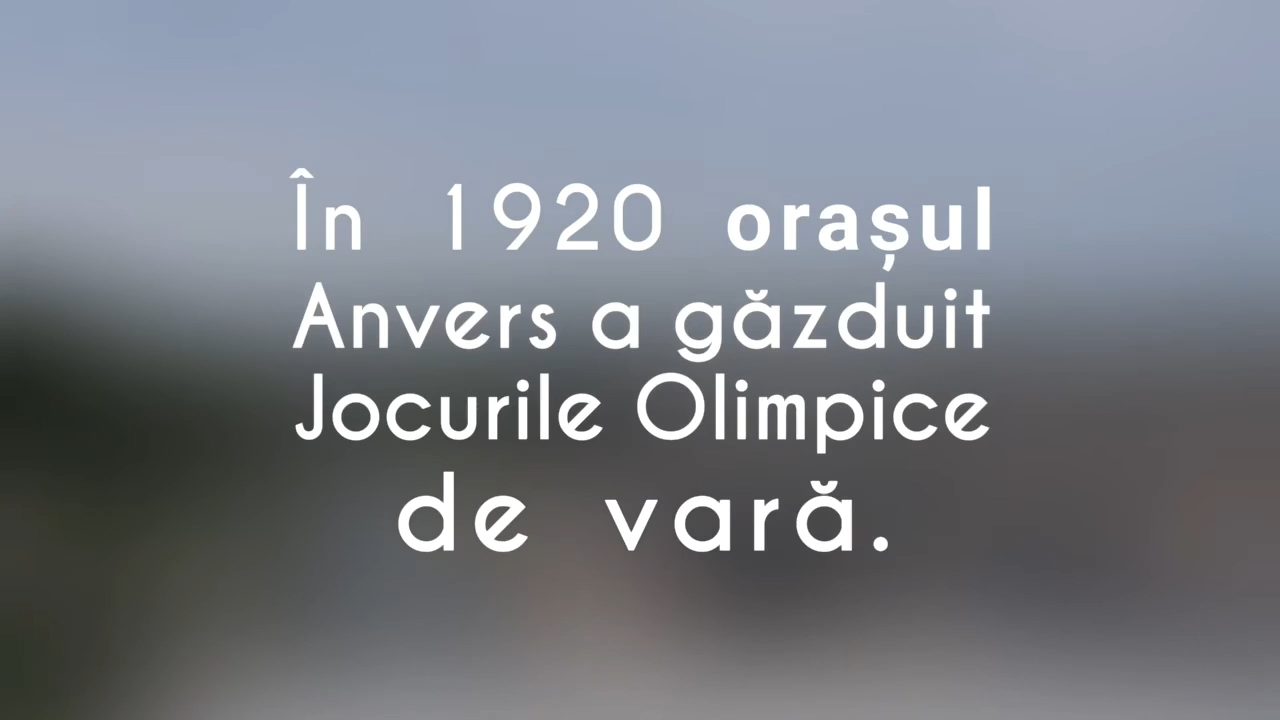 În 1920 orașul
Anvers a găzduit
Jocurile Olimpice
de vară.